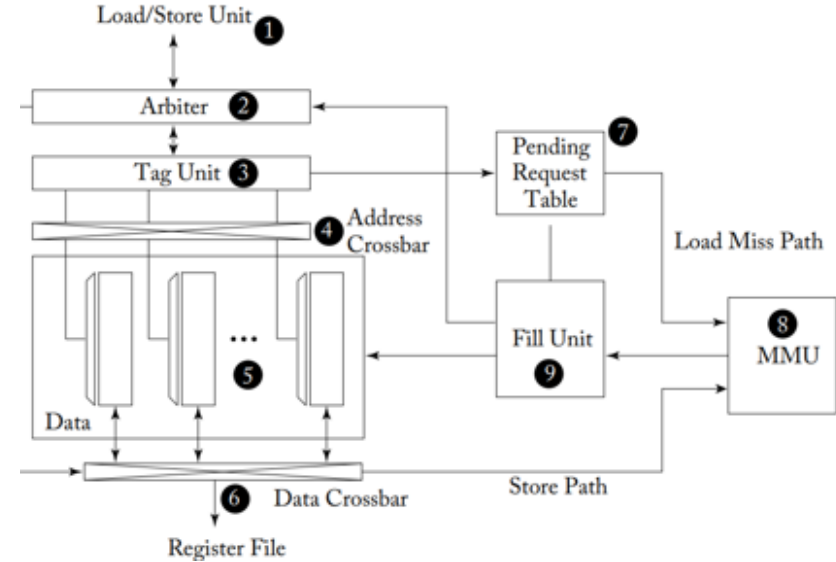 Load/Store Unit 1
Arbiter 2
Tag Unit 3
4 Address
Crossbar
7
Pending
Request
Table
Load Miss Path
Fill Unit
9
8
MMU
...
5
Data
6 Data Crossbar
Store Path
Register File